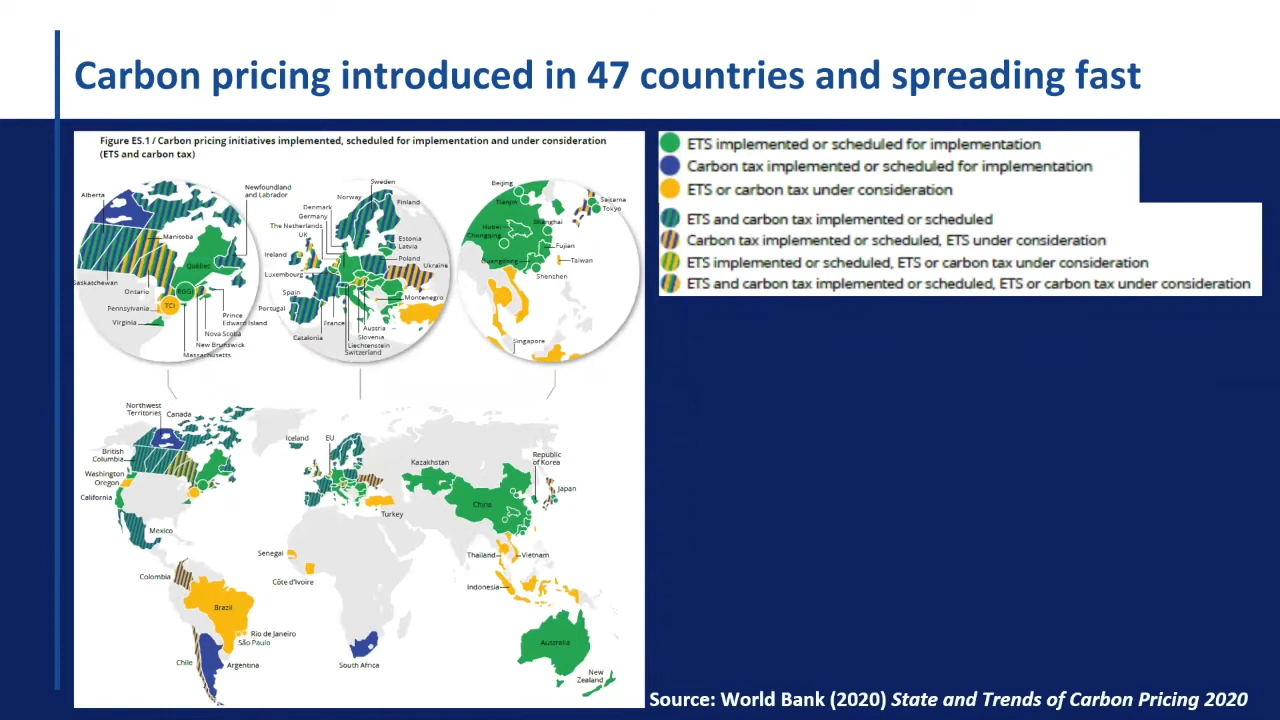 Carbon pricing introduced in 47 countries and spreading fast
Figure ES.1 / Carbon pricing initiatives implemented, scheduled for implementation and under consideration
(ETS and carbon tax)
Alberta
Newfoundland
and Labrador
Manitoba
Québec
Saskatchewan
Ontario
RGGI
Pennsylvania
TCI
Virginia
Prince
Edward Island
Nova Scotia
New Brunswick
Massachusetts
Sweden
Norway
Finland
Denmark
Germany
The Netherlands
UK
Estonia
Latvia
Ireland
Poland
Ukraine
Luxembourg
Spain
Montenegro
Portugal
France
Austria
Catalonia
Slovenia
Liechtenstein
Switzerland
Beijing
Tianjin
Saitama
Tokyo
Shanghai
Hubei
Chongqing
Fujian
Guangdong
Taiwan
Shenzhen
Singapore
Northwest
Territories
Canada
Iceland
EU
British
Columbia
Washington
Oregon
California
Mexico
Kazakhstan
Republic
of Korea
Japan
China
Turkey
Senegal
Thailand
Vietnam
Colombia
Côte d'Ivoire
Indonesia
Brazil
Rio de Janeiro
São Paulo
Australia
Chile
Argentina
South Africa
New
Zealand
ETS implemented or scheduled for implementation
Carbon tax implemented or scheduled for implementation
ETS or carbon tax under consideration
ETS and carbon tax implemented or scheduled
Carbon tax implemented or scheduled, ETS under consideration
ETS implemented or scheduled, ETS or carbon tax under consideration
ETS and carbon tax implemented or scheduled, ETS or carbon tax under consideration
Source: World Bank (2020) State and Trends of Carbon Pricing 2020